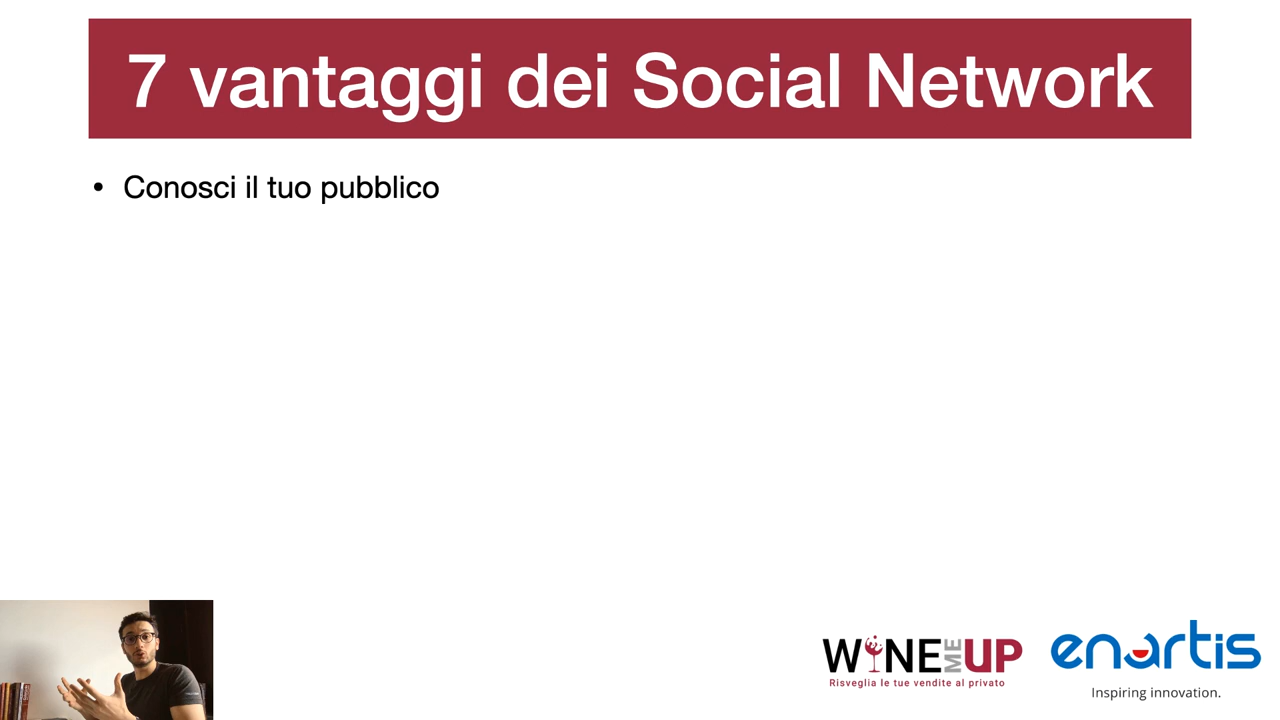 7 vantaggi dei Social Network
• Conosci il tuo pubblico
WINE ME UP
Risveglia le tue vendite al privato
enartis
Inspiring innovation.